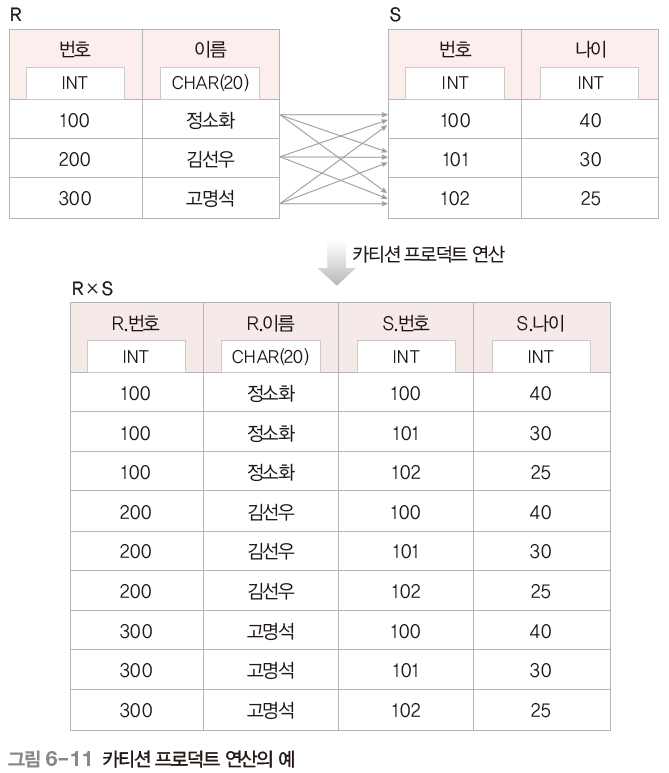 R
번호 이름
INT CHAR(20)
100 정소화
200 김선우
300 고명석
S
번호 나이
INT INT
100 40
101 30
102 25
카티션 프로덕트 연산
R×S
R.번호 R.이름 S.번호 S.나이
INT CHAR(20) INT INT
100 정소화 100 40
100 정소화 101 30
100 정소화 102 25
200 김선우 100 40
200 김선우 101 30
200 김선우 102 25
300 고명석 100 40
300 고명석 101 30
300 고명석 102 25
그림 6-11 카티션 프로덕트 연산의 예